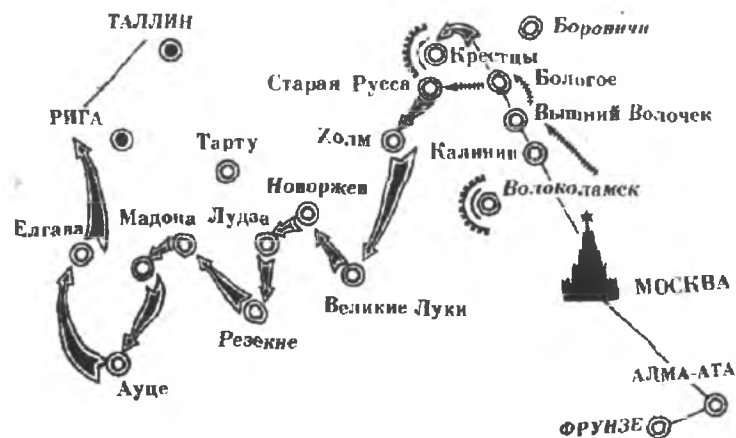 ТАЛЛИН
Боровичи
Крестцы
Старая Русса
Бологое
РИГА
Вышний Волочек
Тарту
Холм
Калинин
Новоржев
Волоколамск
Елгава
Мадона
Лудза
МОСКВА
Великие Луки
Резекне
Ауце
АЛМА-АТА
ФРУНЗЕ